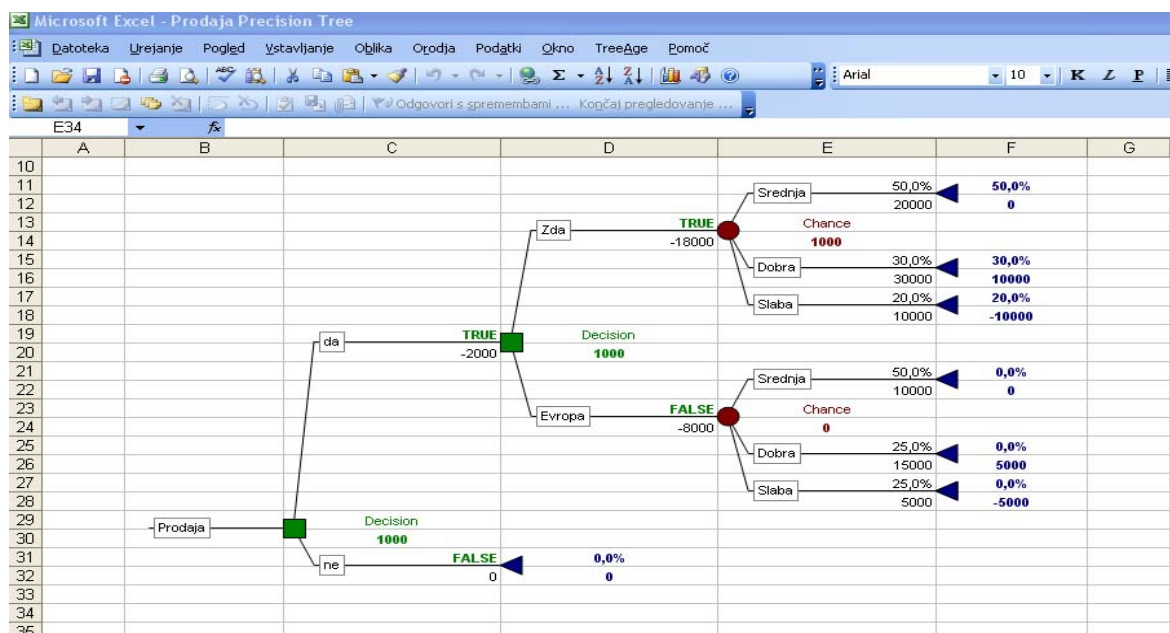 Microsoft Excel - Prodaja Precision Tree
Datoteka Urejanje Pogled Vstavljanje Oblika Orodja Podatki Okno TreeAge Pomoč
Arial 10 K L P
Odgovori s spremembami ... Končaj pregledovanje ...
E34 fx
A B C D E F G
10
11 50,0% 50,0%
Srednja
12 20000 0
13 TRUE Chance
Zda
14 -18000 1000
15 30,0% 30,0%
Dobra
16 30000 10000
17 20,0% 20,0%
Slaba
18 10000 -10000
19 TRUE Decision
da
20 -2000 1000
21 50,0% 0,0%
Srednja
22 10000 0
23 FALSE Chance
Evropa
24 -8000 0
25 25,0% 0,0%
Dobra
26 15000 5000
27 25,0% 0,0%
Slaba
28 5000 -5000
29 Decision
Prodaja
30 1000
31 FALSE 0,0%
ne
32 0 0
33
34
35